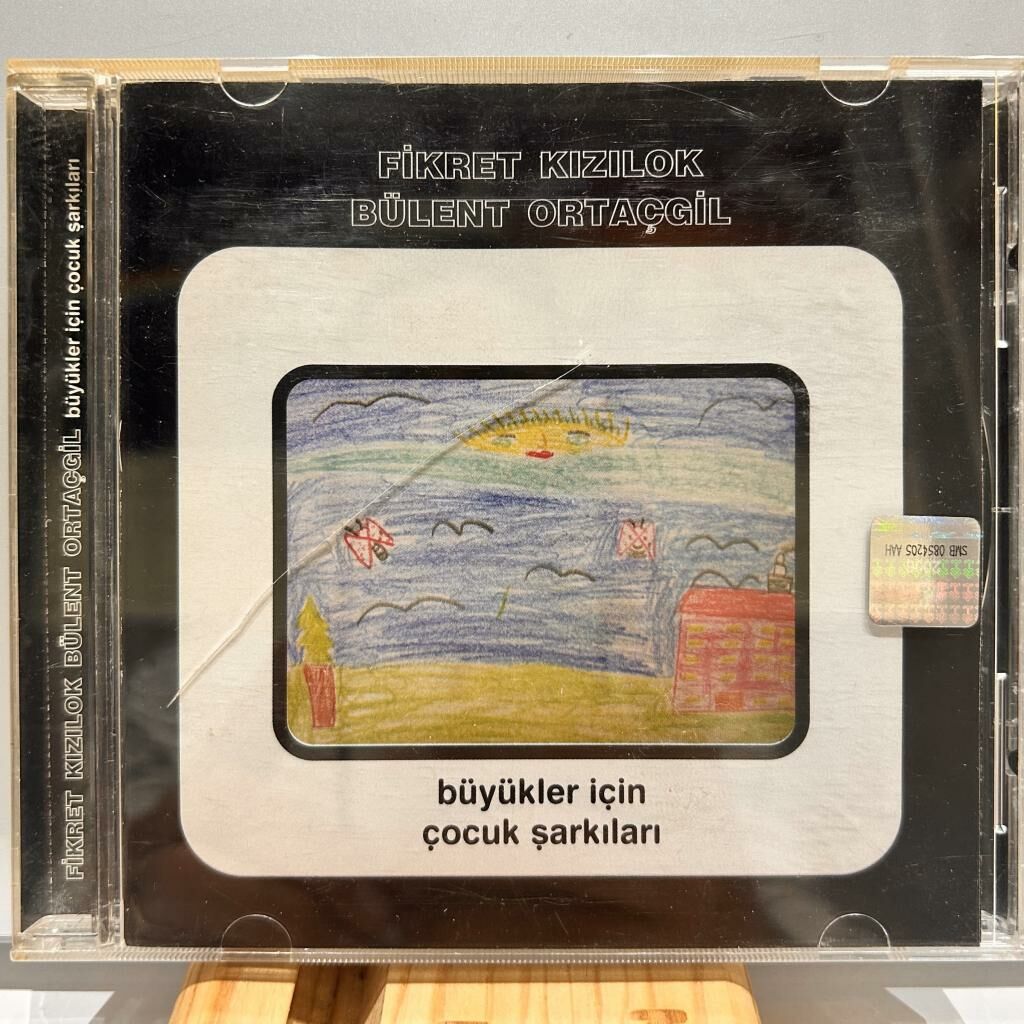 FİKRET KIZILOK
BÜLENT ORTAÇGİL
büyükler için
çocuk şarkıları
FİKRET KIZILOK BÜLENT ORTAÇGİL büyükler için çocuk şarkıları
SMB 0854205 AAH